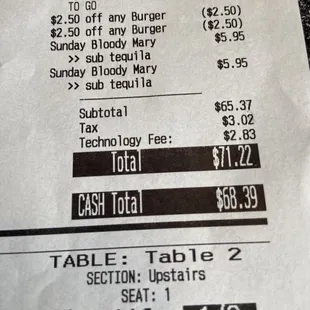 TO GO
$2.50 off any Burger ($2.50)
$2.50 off any Burger ($2.50)
Sunday Bloody Mary $5.95
>> sub tequila
Sunday Bloody Mary $5.95
>> sub tequila
Subtotal $65.37
Tax $3.02
Technology Fee: $2.83
Total $71.22
CASH Total $68.39
TABLE: Table 2
SECTION: Upstairs
SEAT: 1